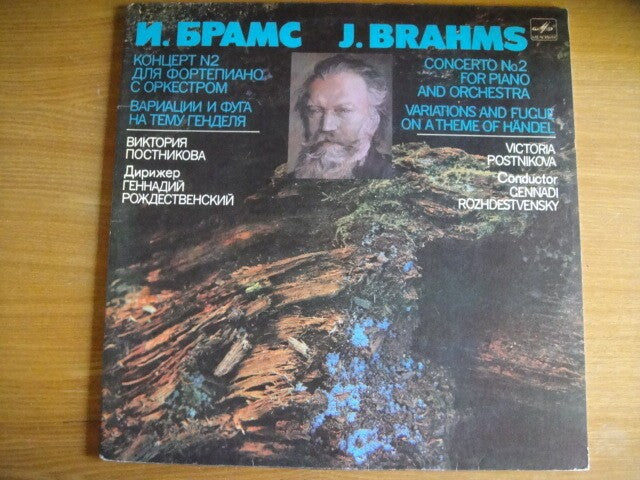 И. БРАМС
КОНЦЕРТ N2
ДЛЯ ФОРТЕПИАНО
С ОРКЕСТРОМ
ВАРИАЦИИ И ФУГА
НА ТЕМУ ГЕНДЕЛЯ
ВИКТОРИЯ
ПОСТНИКОВА
Дирижер
ГЕННАДИЙ
РОЖДЕСТВЕНСКИЙ
J. BRAHMS
CONCERTO No.2
FOR PIANO
AND ORCHESTRA
VARIATIONS AND FUGUE
ON A THEME OF HÄNDEL
VICTORIA
POSTNIKOVA
Conductor
GENNADI
ROZHDESTVENSKY
МЕЛОДИЯ